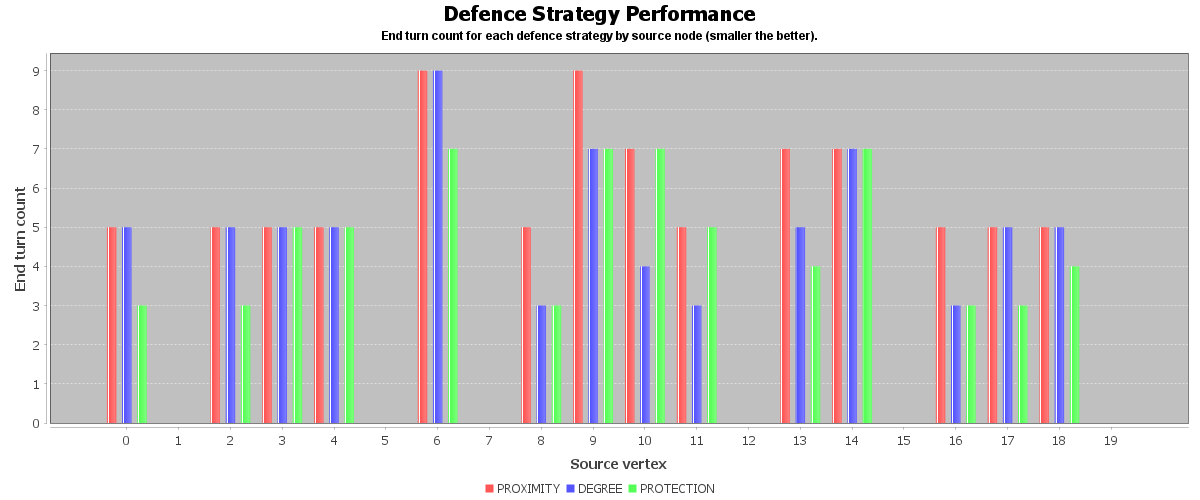 Defence Strategy Performance
End turn count for each defence strategy by source node (smaller the better).
End turn count
9
8
7
6
5
4
3
2
1
0
0 1 2 3 4 5 6 7 8 9 10 11 12 13 14 15 16 17 18 19
Source vertex
PROXIMITY DEGREE PROTECTION